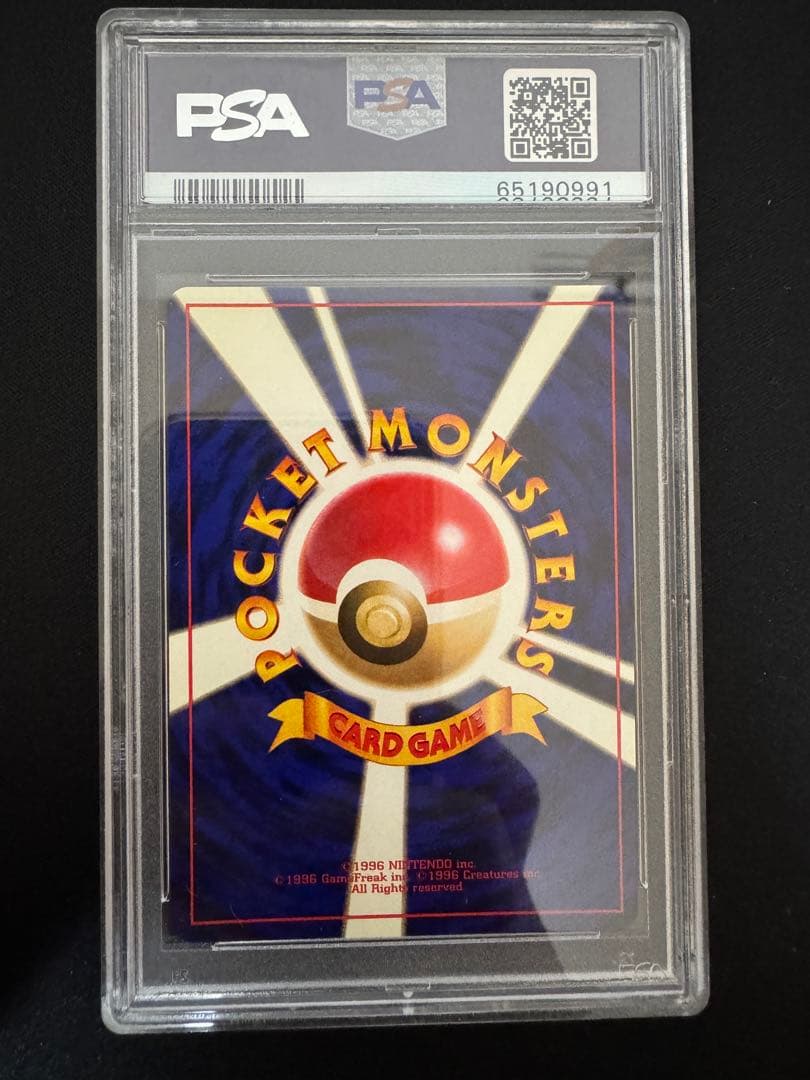 PSA
PSA
65190991
POCKET MONSTERS
CARD GAME
©1996 NINTENDO inc.
©1996 GameFreak inc. ©1996 Creatures inc.
All Rights reserved